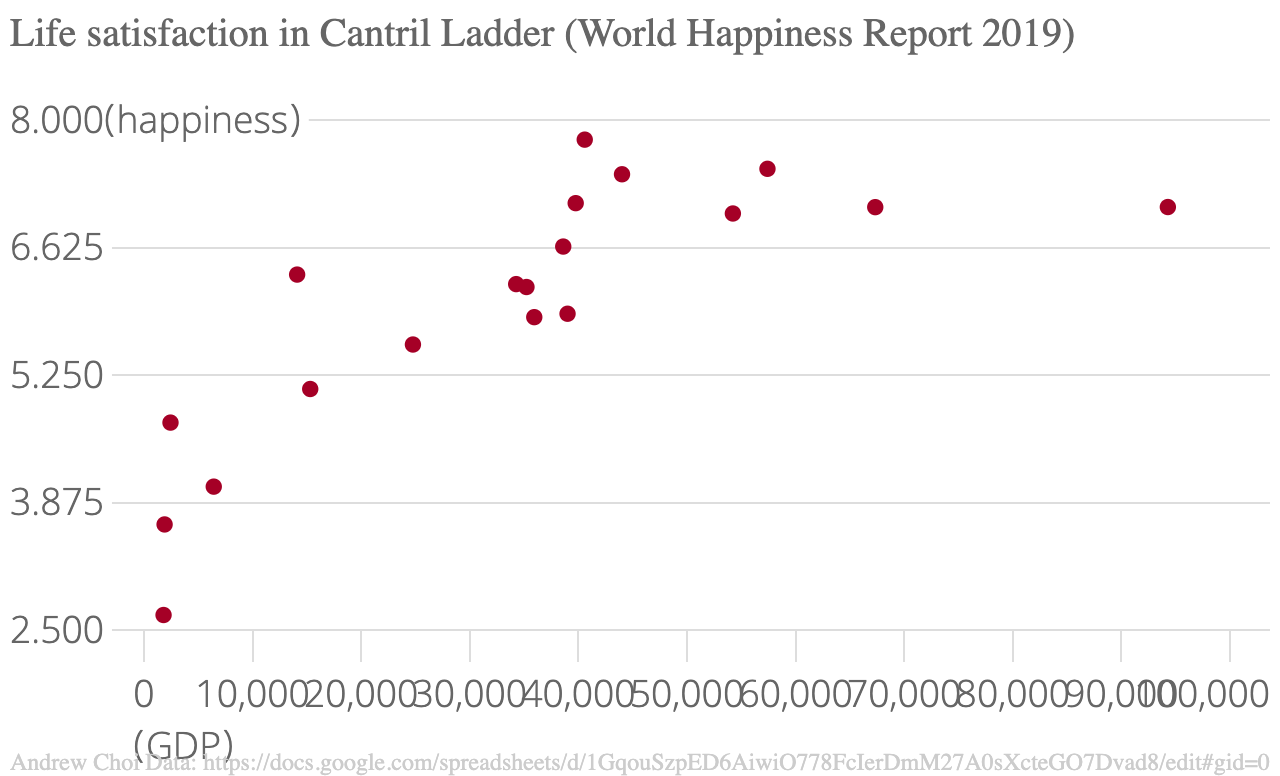 Life satisfaction in Cantril Ladder (World Happiness Report 2019)
8.000(happiness)
6.625
5.250
3.875
2.500
0 10,000 20,000 30,000 40,000 50,000 60,000 70,000 80,000 90,000 100,000
(GDP)
Andrew Choi Data: https://docs.google.com/spreadsheets/d/1GqouSzpED6AiwiO778FcIerDmM27A0sXcteGO7Dvad8/edit#gid=0